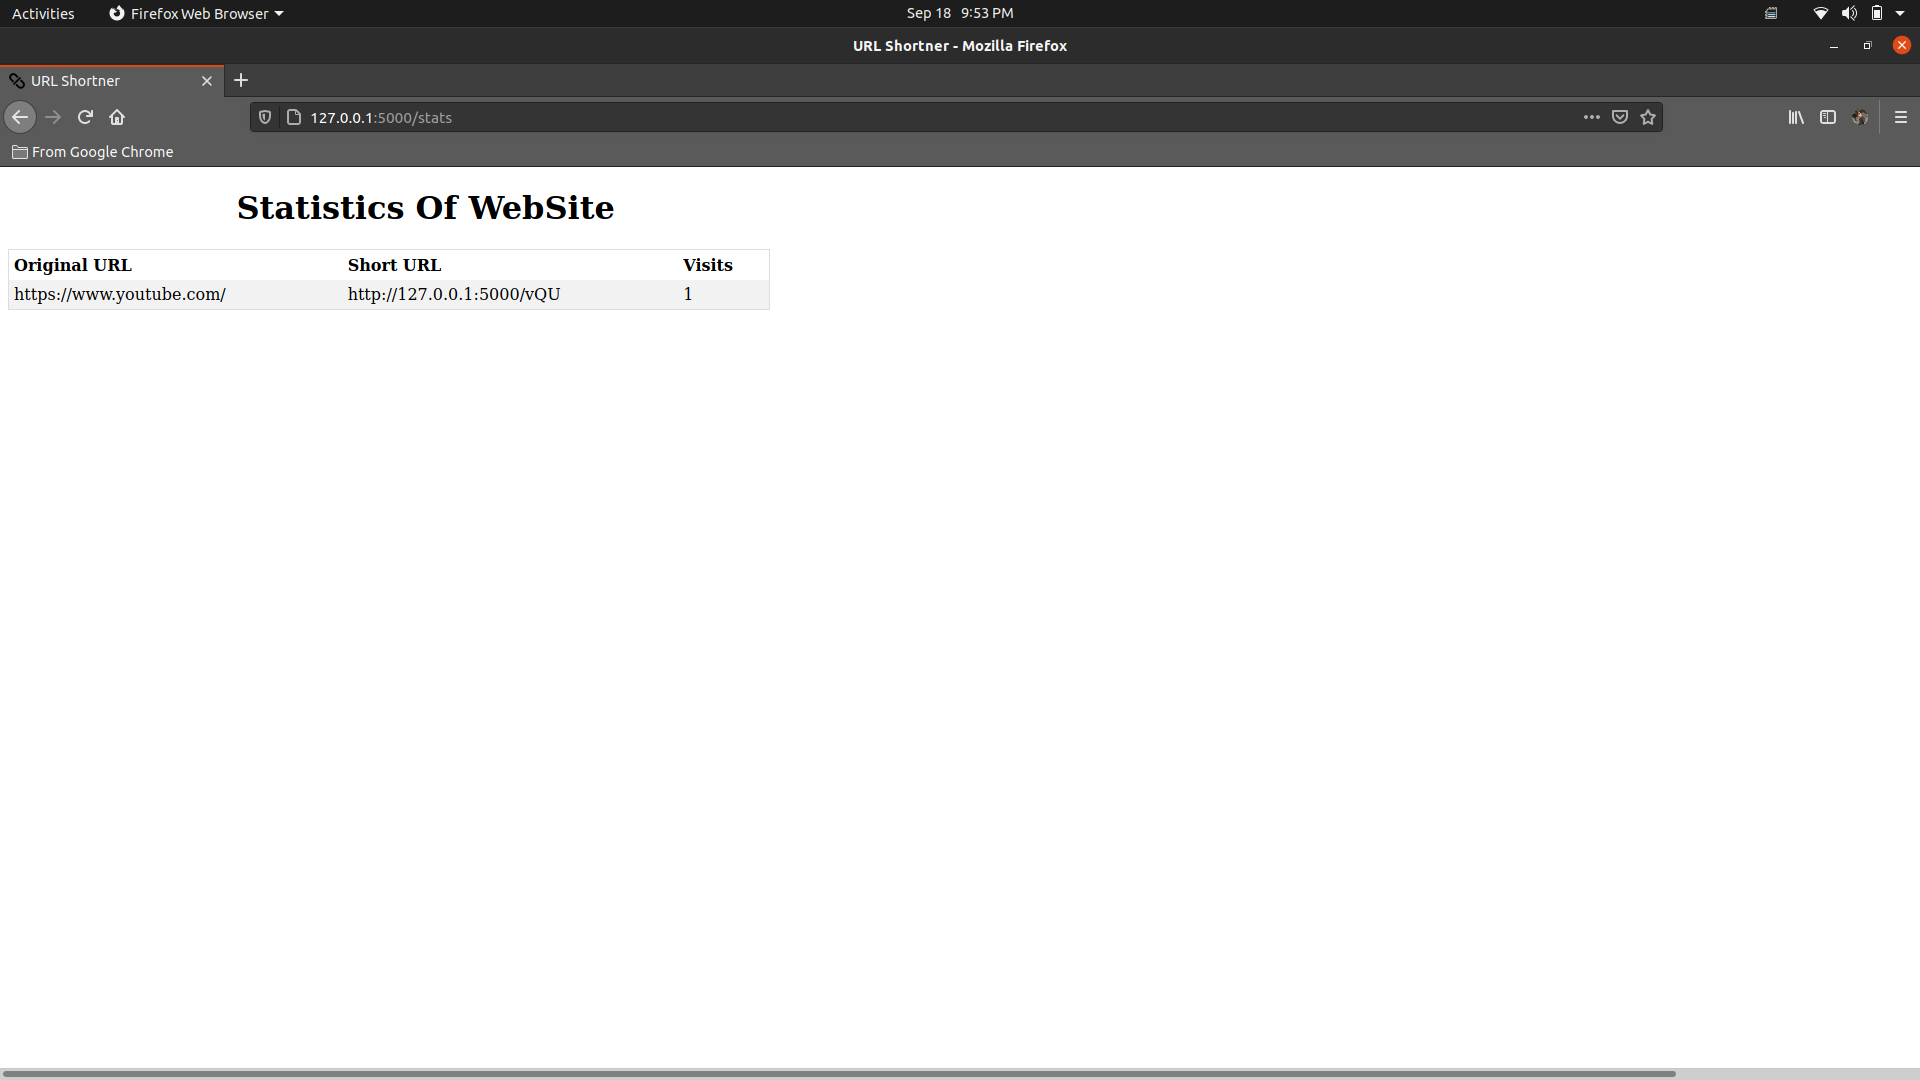 Activities Firefox Web Browser Sep 18 9:53 PM
URL Shortner - Mozilla Firefox
URL Shortner
127.0.0.1:5000/stats
From Google Chrome
Statistics Of WebSite
Original URL Short URL Visits
https://www.youtube.com/ http://127.0.0.1:5000/vQU 1